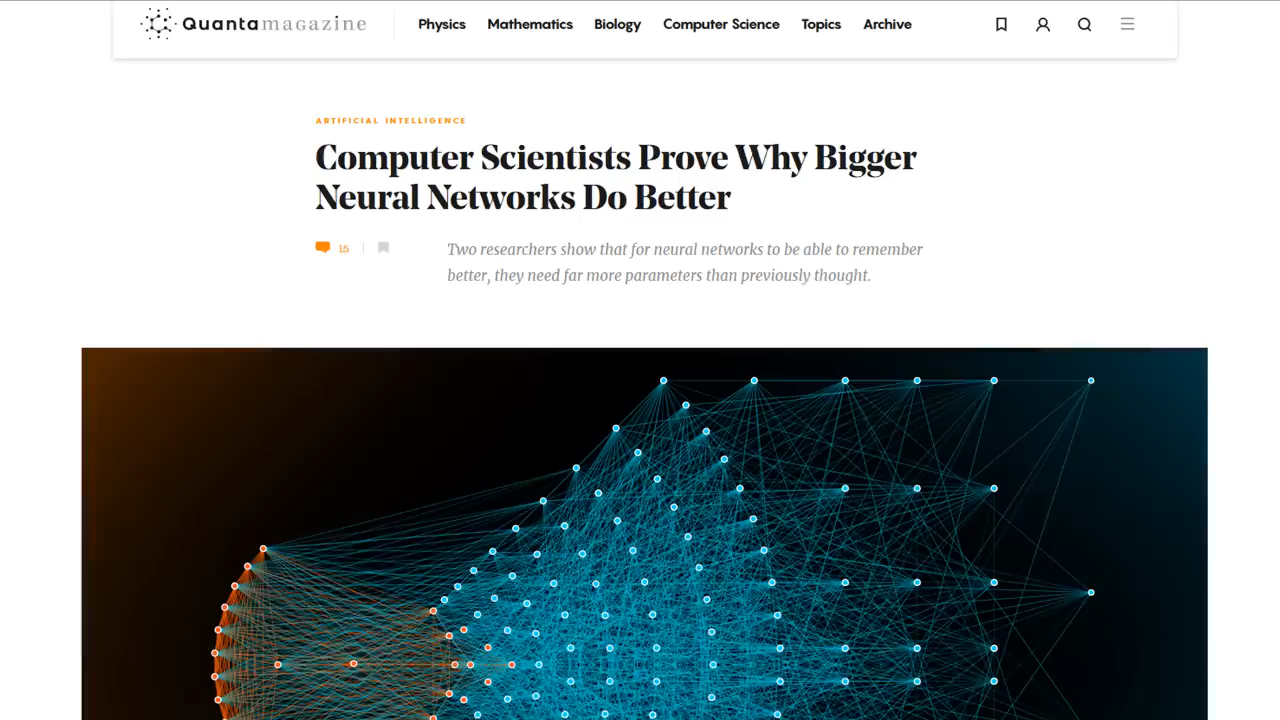 Quanta magazine Physics Mathematics Biology Computer Science Topics Archive
ARTIFICIAL INTELLIGENCE
Computer Scientists Prove Why Bigger
Neural Networks Do Better
15
Two researchers show that for neural networks to be able to remember
better, they need far more parameters than previously thought.